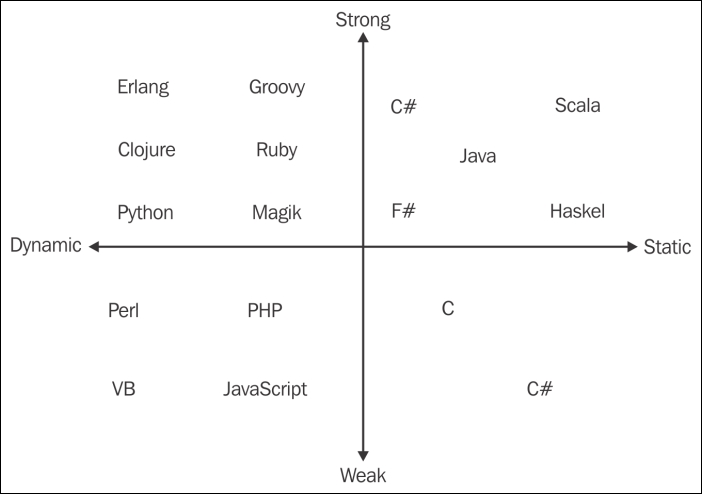 Strong
Erlang Groovy C# Scala
Clojure Ruby Java
Python Magik F# Haskel
Dynamic Static
Perl PHP C
VB JavaScript C#
Weak